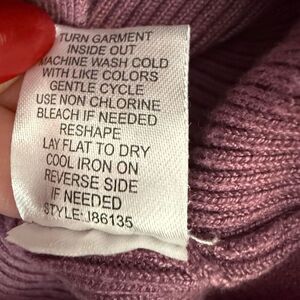 TURN GARMENT
INSIDE OUT
MACHINE WASH COLD
WITH LIKE COLORS
GENTLE CYCLE
USE NON CHLORINE
BLEACH IF NEEDED
RESHAPE
LAY FLAT TO DRY
COOL IRON ON
REVERSE SIDE
IF NEEDED
STYLE: J86135